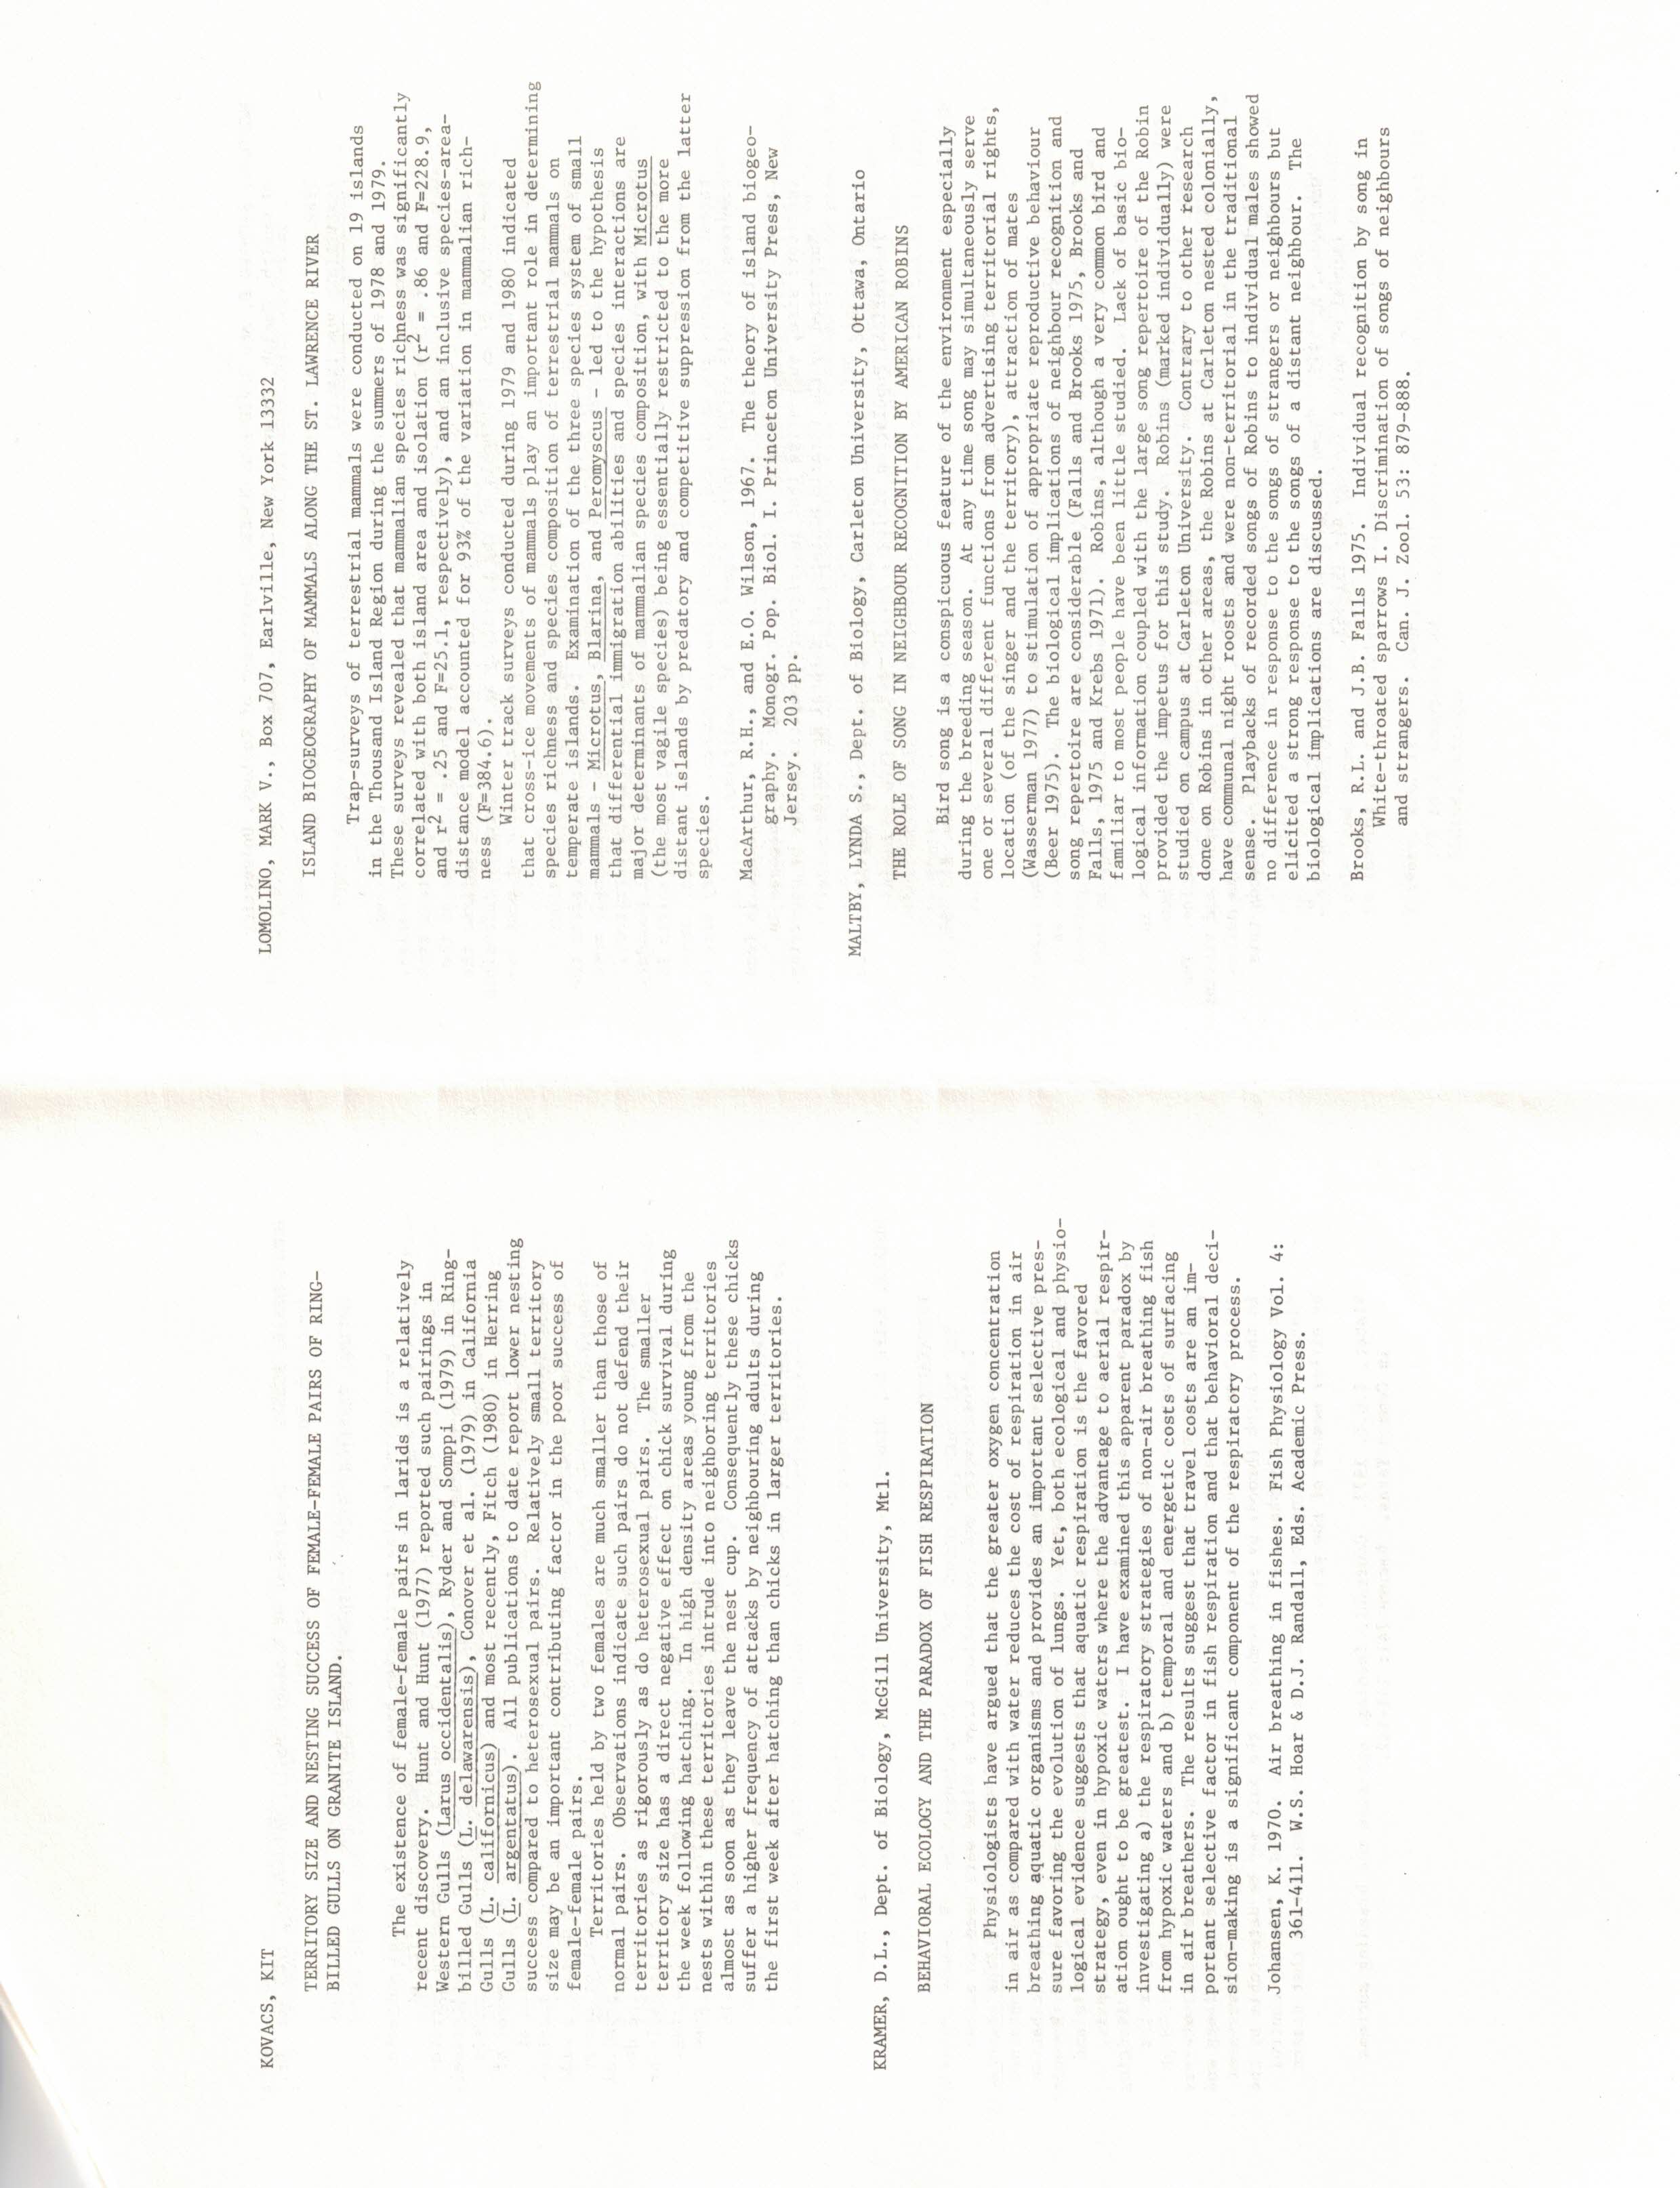 KOVACS, KIT
TERRITORY SIZE AND NESTING SUCCESS OF FEMALE-FEMALE PAIRS OF RING-
BILLED GULLS ON GRANITE ISLAND.
The existence of female-female pairs in larids is a relatively
recent discovery. Hunt and Hunt (1977) reported such pairings in
Western Gulls (Larus occidentalis), Ryder and Somppi (1979) in Ring-
billed Gulls (L. delawarensis), Conover et al. (1979) in California
Gulls (L. californicus) and most recently, Fitch (1980) in Herring
Gulls (L. argentatus). All publications to date report lower nesting
success compared to heterosexual pairs. Relatively small territory
size may be an important contributing factor in the poor success of
female-female pairs.
Territories held by two females are much smaller than those of
normal pairs. Observations indicate such pairs do not defend their
territories as rigorously as do heterosexual pairs. The smaller
territory size has a direct negative effect on chick survival during
the week following hatching. In high density areas young from the
nests within these territories intrude into neighboring territories
almost as soon as they leave the nest cup. Consequently these chicks
suffer a higher frequency of attacks by neighbouring adults during
the first week after hatching than chicks in larger territories.
KRAMER, D.L., Dept. of Biology, McGill University, Mtl.
BEHAVIORAL ECOLOGY AND THE PARADOX OF FISH RESPIRATION
Physiologists have argued that the greater oxygen concentration
in air as compared with water reduces the cost of respiration in air
breathing aquatic organisms and provides an important selective pres-
sure favoring the evolution of lungs. Yet, both ecological and physio-
logical evidence suggests that aquatic respiration is the favored
strategy, even in hypoxic waters where the advantage to aerial respir-
ation ought to be greatest. I have examined this apparent paradox by
investigating a) the respiratory strategies of non-air breathing fish
from hypoxic waters and b) temporal and energetic costs of surfacing
in air breathers. The results suggest that travel costs are an im-
portant selective factor in fish respiration and that behavioral deci-
sion-making is a significant component of the respiratory process.
Johansen, K. 1970. Air breathing in fishes. Fish Physiology Vol. 4:
361-411. W.S. Hoar & D.J. Randall, Eds. Academic Press.
LOMOLINO, MARK V., Box 707, Earlville, New York 13332
ISLAND BIOGEOGRAPHY OF MAMMALS ALONG THE ST. LAWRENCE RIVER
Trap-surveys of terrestrial mammals were conducted on 19 islands
in the Thousand Island Region during the summers of 1978 and 1979.
These surveys revealed that mammalian species richness was significantly
correlated with both island area and isolation (r² = .86 and F=228.9,
and r² = .25 and F=25.1, respectively), and an inclusive species-area-
distance model accounted for 93% of the variation in mammalian rich-
ness (F=384.6).
Winter track surveys conducted during 1979 and 1980 indicated
that cross-ice movements of mammals play an important role in determining
species richness and species composition of terrestrial mammals on
temperate islands. Examination of the three species system of small
mammals - Microtus, Blarina, and Peromyscus - led to the hypothesis
that differential immigration abilities and species interactions are
major determinants of mammalian species composition, with Microtus
(the most vagile species) being essentially restricted to the more
distant islands by predatory and competitive suppression from the latter
species.
MacArthur, R.H., and E.O. Wilson, 1967. The theory of island biogeo-
graphy. Monogr. Pop. Biol. I. Princeton University Press, New
Jersey. 203 pp.
MALTBY, LYNDA S., Dept. of Biology, Carleton University, Ottawa, Ontario
THE ROLE OF SONG IN NEIGHBOUR RECOGNITION BY AMERICAN ROBINS
Bird song is a conspicuous feature of the environment especially
during the breeding season. At any time song may simultaneously serve
one or several different functions from advertising territorial rights,
location (of the singer and the territory), attraction of mates
(Wasserman 1977) to stimulation of appropriate reproductive behaviour
(Beer 1975). The biological implications of neighbour recognition and
song repertoire are considerable (Falls and Brooks 1975, Brooks and
Falls, 1975 and Krebs 1971). Robins, although a very common bird and
familiar to most people have been little studied. Lack of basic bio-
logical information coupled with the large song repertoire of the Robin
provided the impetus for this study. Robins (marked individually) were
studied on campus at Carleton University. Contrary to other research
done on Robins in other areas, the Robins at Carleton nested colonially,
have communal night roosts and were non-territorial in the traditional
sense. Playbacks of recorded songs of Robins to individual males showed
no difference in response to the songs of strangers or neighbours but
elicited a strong response to the songs of a distant neighbour. The
biological implications are discussed.
Brooks, R.L. and J.B. Falls 1975. Individual recognition by song in
White-throated sparrows I. Discrimination of songs of neighbours
and strangers. Can. J. Zool. 53: 879-888.